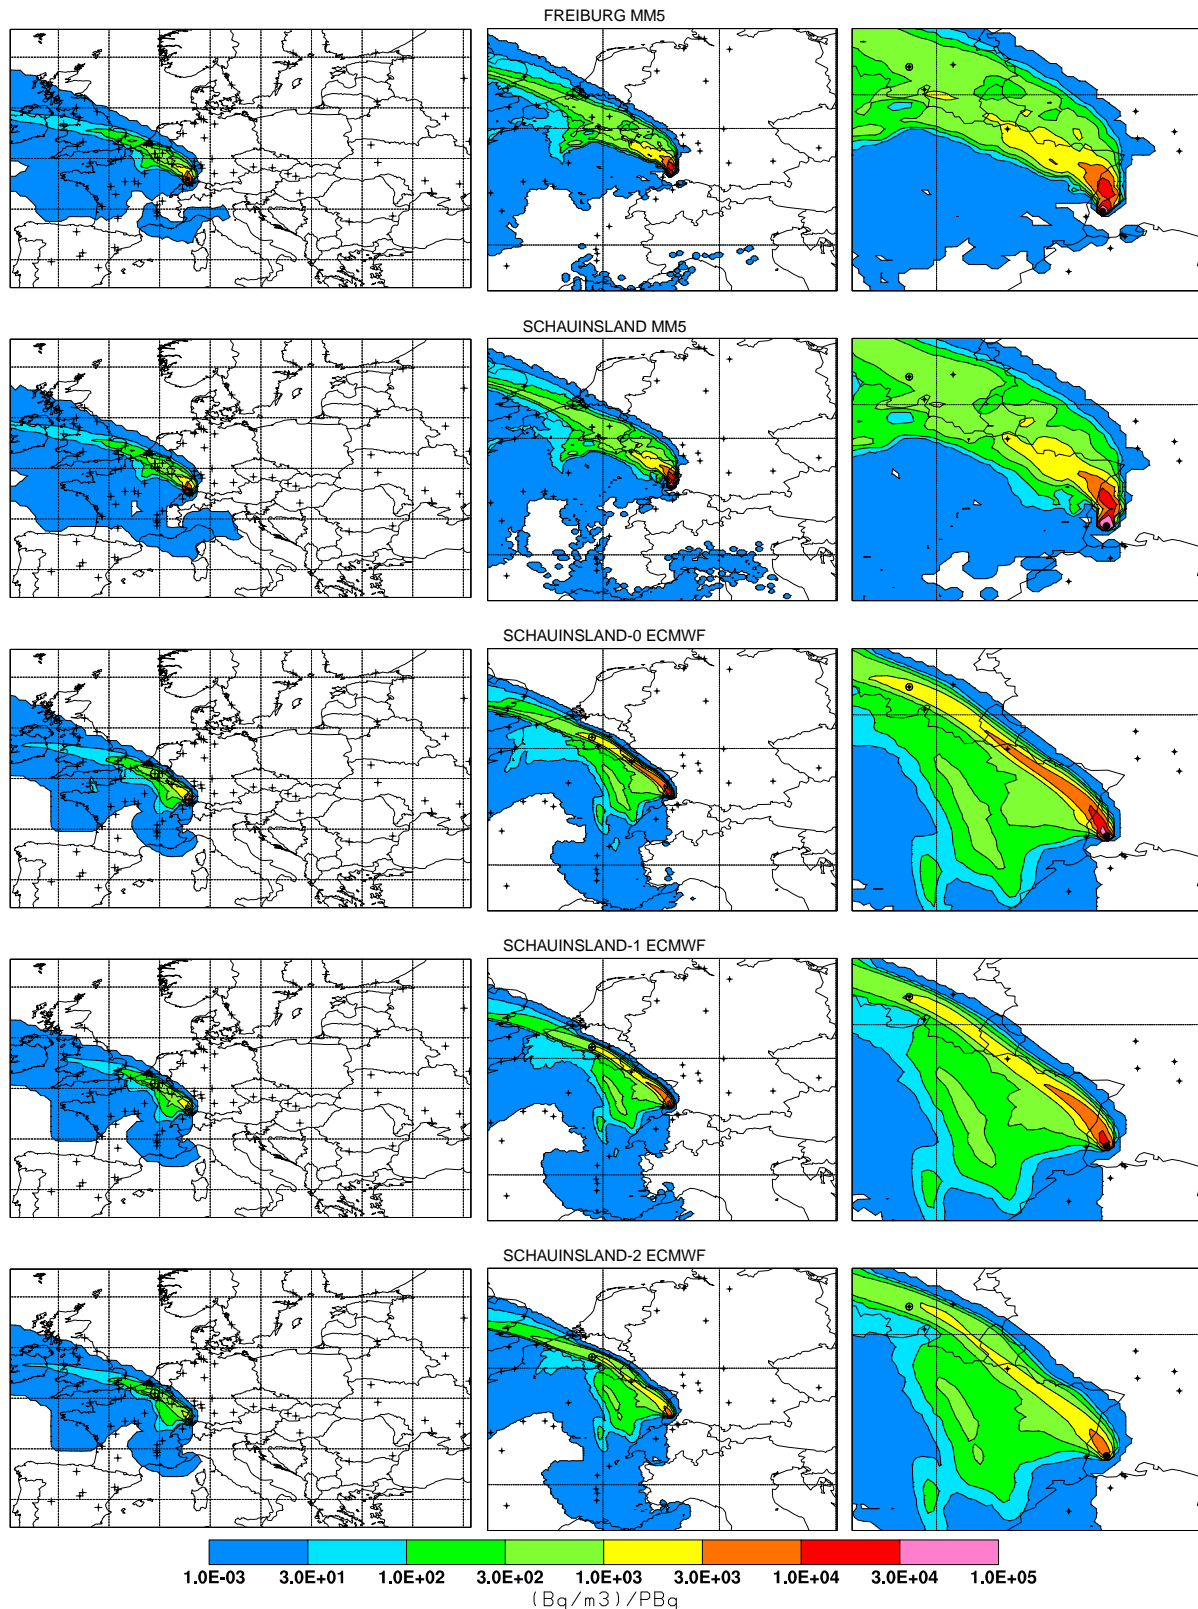 FREIBURG MM5
SCHAUINSLAND MM5
SCHAUINSLAND-0 ECMWF
SCHAUINSLAND-1 ECMWF
SCHAUINSLAND-2 ECMWF
1.0E-03 3.0E+01 1.0E+02 3.0E+02 1.0E+03 3.0E+03 1.0E+04 3.0E+04 1.0E+05
(Bq/m3)/PBq